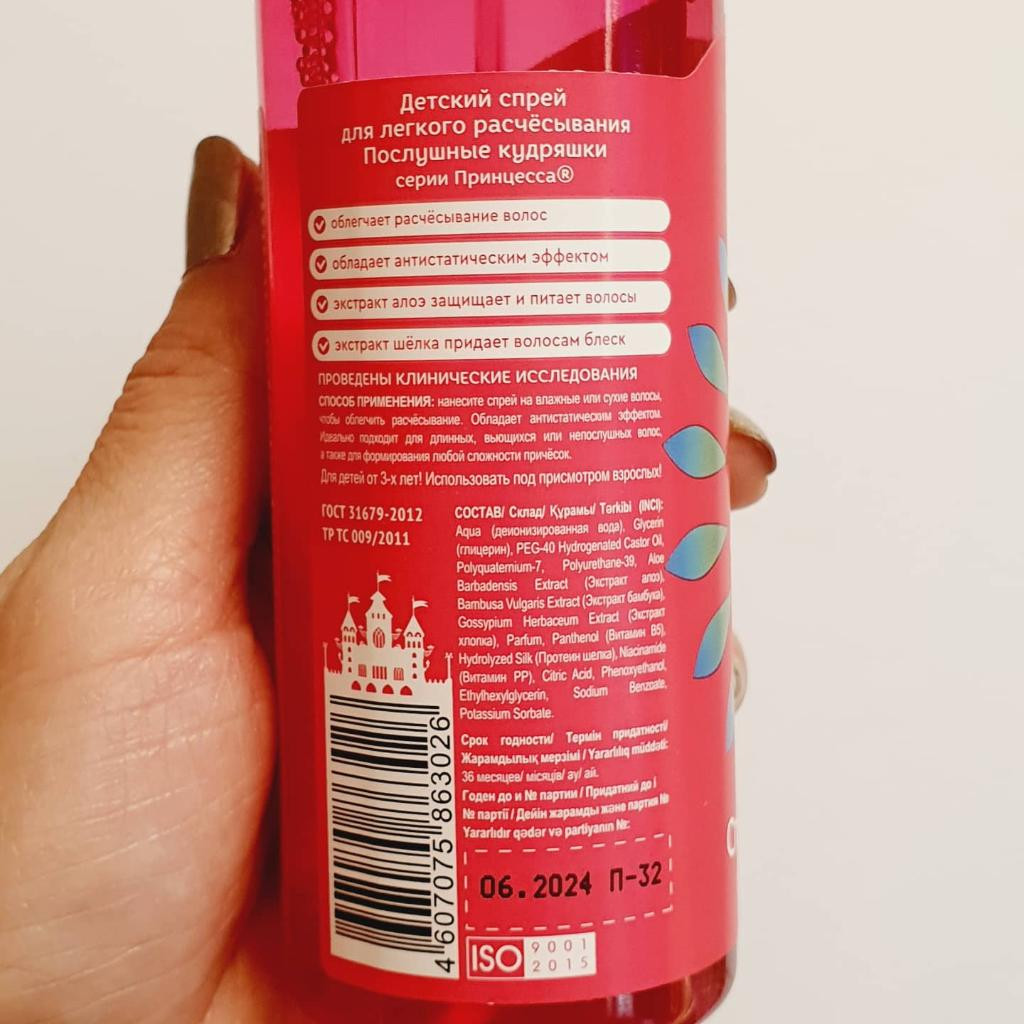 Детский спрей
для легкого расчёсывания
Послушные кудряшки
серии Принцесса®
облегчает расчёсывание волос
обладает антистатическим эффектом
экстракт алоэ защищает и питает волосы
экстракт шёлка придает волосам блеск
ПРОВЕДЕНЫ КЛИНИЧЕСКИЕ ИССЛЕДОВАНИЯ
СПОСОБ ПРИМЕНЕНИЯ: нанесите спрей на влажные или сухие волосы,
чтобы облегчить расчёсывание. Обладает антистатическим эффектом.
Идеально подходит для длинных, вьющихся или непослушных волос,
а также для формирования любой сложности причёсок.
Для детей от 3-х лет! Использовать под присмотром взрослых!
ГОСТ 31679-2012
ТР ТС 009/2011
СОСТАВ/ Склад/ Құрамы/ Tərkibi (INCI):
Aqua (деионизированная вода), Glycerin
(глицерин), PEG-40 Hydrogenated Castor Oil,
Polyquaternium-7, Polyurethane-39, Aloe
Barbadensis Extract (Экстракт алоэ),
Bambusa Vulgaris Extract (Экстракт бамбука),
Gossypium Herbaceum Extract (Экстракт
хлопка), Parfum, Panthenol (Витамин B5),
Hydrolyzed Silk (Протеин шелка), Niacinamide
(Витамин PP), Citric Acid, Phenoxyethanol,
Ethylhexylglycerin, Sodium Benzoate,
Potassium Sorbate.
Срок годности/ Термін придатності/
Жарамдылық мерзімі / Yararlılıq müddəti:
36 месяцев/ місяців/ ау/ ай.
Годен до и № партии / Придатний до і
№ партії / Дейін жарамды және партия №
Yararlıdır qədər və partiyanın №:
06.2024 П-32
4 607075 863026
ISO 9001
2015